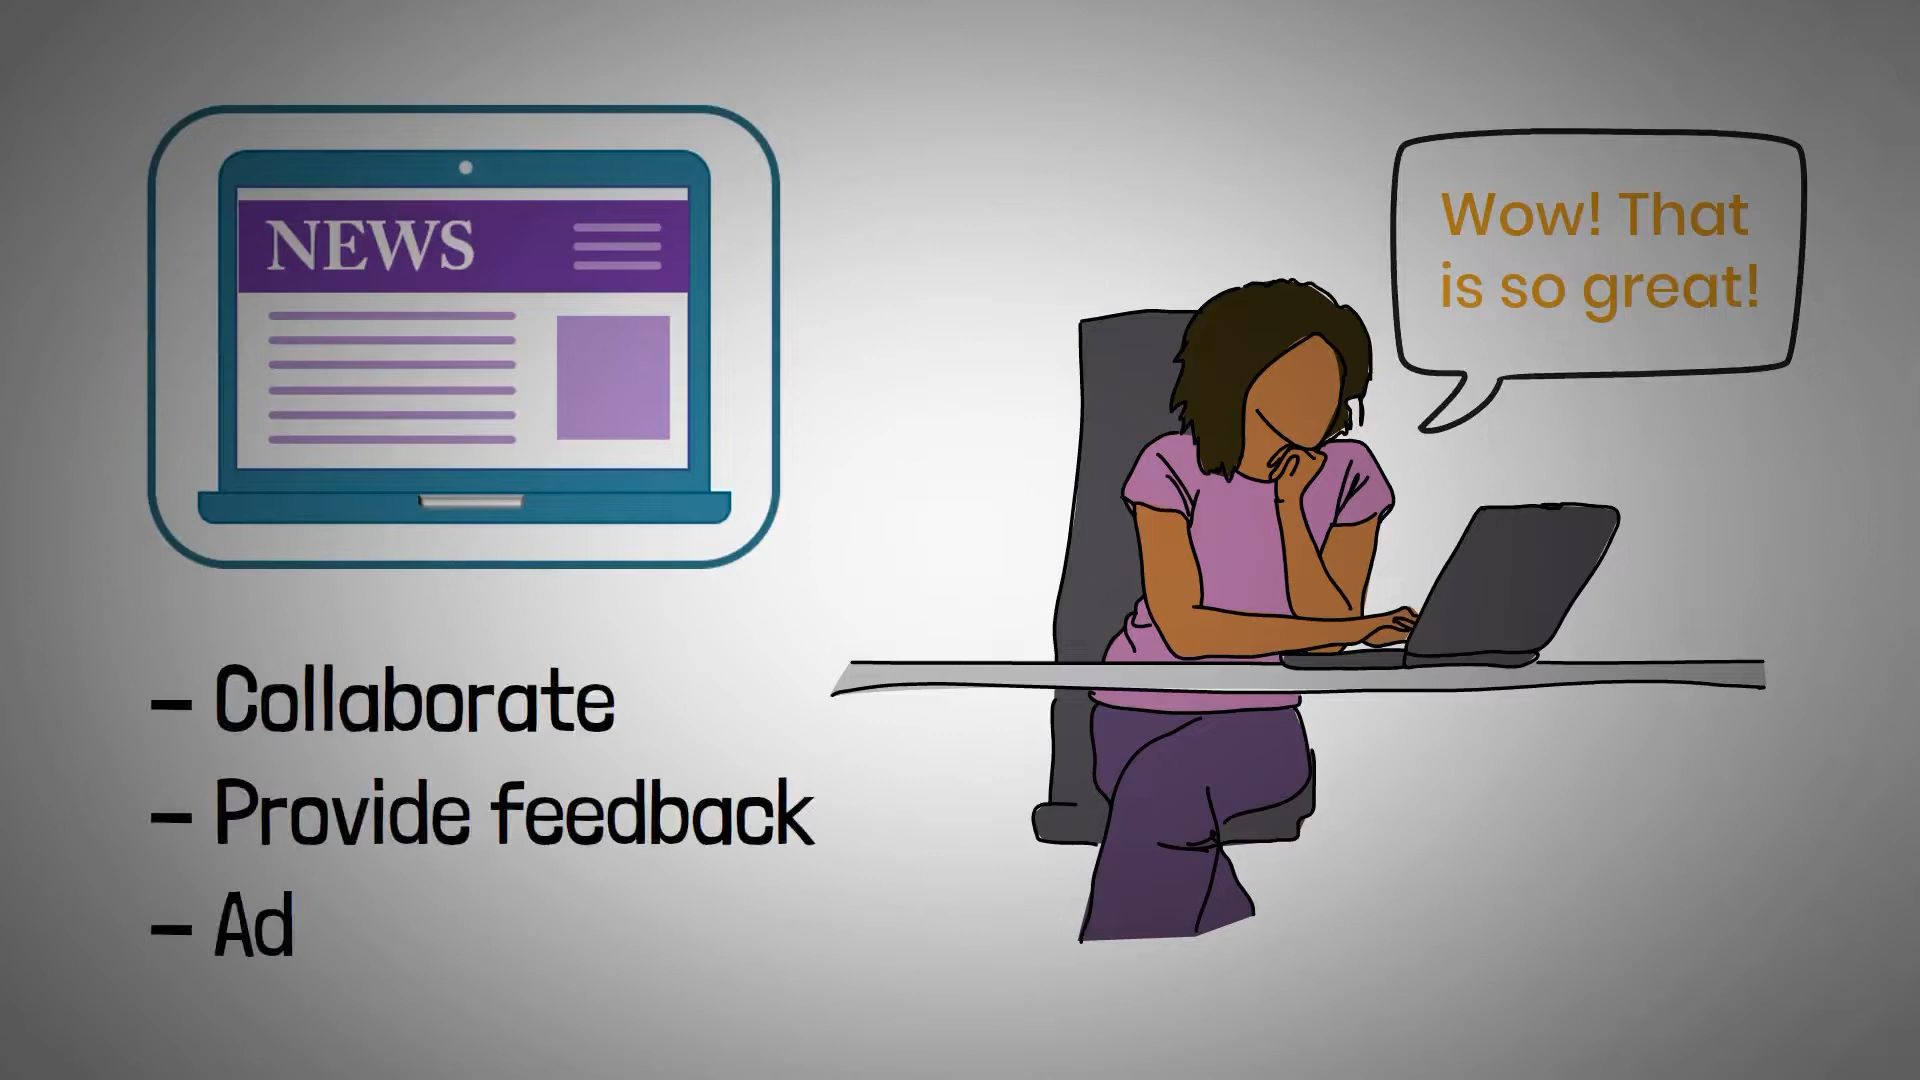 NEWS
Wow! That
is so great!
– Collaborate
– Provide feedback
– Ad